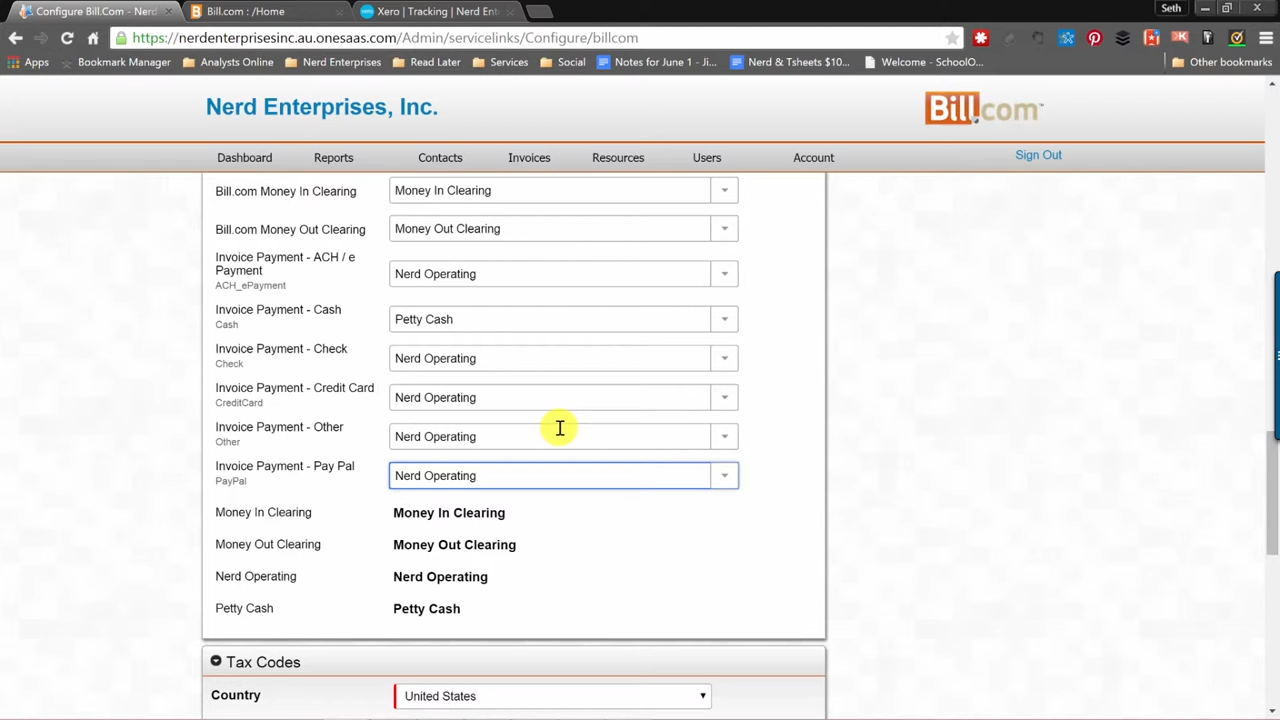 Configure Bill.Com - Nerd
Bill.com : /Home
Xero | Tracking | Nerd Ent
Seth
https://nerdenterprisesinc.au.onesaas.com/Admin/servicelinks/Configure/billcom
Apps
Bookmark Manager
Analysts Online
Nerd Enterprises
Read Later
Services
Social
Notes for June 1 - Ji...
Nerd & Tsheets $10...
Welcome - SchoolO...
Other bookmarks
Nerd Enterprises, Inc.
Bill.com™
Dashboard
Reports
Contacts
Invoices
Resources
Users
Account
Sign Out
Bill.com Money In Clearing
Money In Clearing
Bill.com Money Out Clearing
Money Out Clearing
Invoice Payment - ACH / e
Payment
ACH_ePayment
Nerd Operating
Invoice Payment - Cash
Cash
Petty Cash
Invoice Payment - Check
Check
Nerd Operating
Invoice Payment - Credit Card
CreditCard
Nerd Operating
Invoice Payment - Other
Other
Nerd Operating
Invoice Payment - Pay Pal
PayPal
Nerd Operating
Money In Clearing
Money In Clearing
Money Out Clearing
Money Out Clearing
Nerd Operating
Nerd Operating
Petty Cash
Petty Cash
Tax Codes
Country
United States